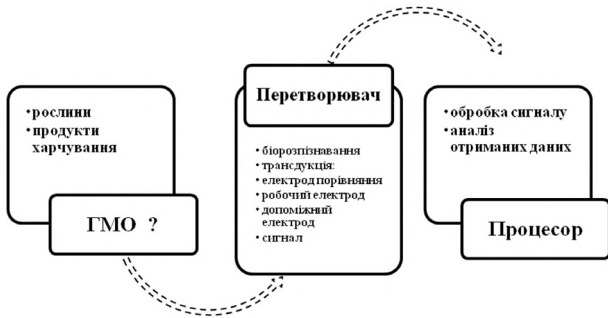 • рослини
• продукти
харчування
ГМО ?
Перетворювач
• біорозпізнавання
• трансдукція:
• електрод порівняння
• робочий електрод
• допоміжний
електрод
• сигнал
• обробка сигналу
• аналіз
отриманих даних
Процесор